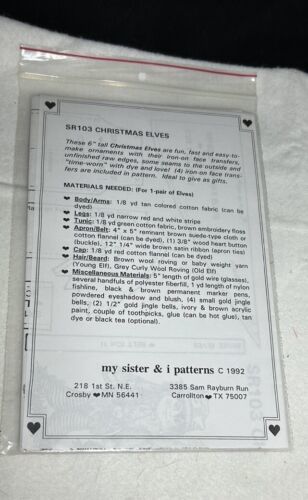 SR103 CHRISTMAS ELVES
These 6" tall Christmas Elves are fun, fast and easy-to-
make ornaments with their iron-on face transfers,
unfinished raw edges, some seams to the outside and
"time-worn" with dye and love! (4) iron-on face trans-
fers are included in pattern. Ideal to give as gifts.
MATERIALS NEEDED: (For 1-pair of Elves)
♥ Body/Arms: 1/8 yd tan colored cotton fabric (can be
dyed)
♥ Legs: 1/8 yd narrow red and white stripe
♥ Tunic: 1/8 yd green cotton fabric, brown embroidery floss
♥ Apron/Belt: 4" x 5" remnant brown suede-type cloth or
cotton flannel (can be dyed), (1) 3/8" wood heart button
(buckle), 12" 1/4" wide brown satin ribbon (apron ties)
♥ Cap: 1/8 yd red cotton flannel (can be dyed)
♥ Hair/Beard: Brown wool roving or baby weight yarn
(Young Elf), Grey Curly Wool Roving (Old Elf)
♥ Miscellaneous Materials: 5" length of gold wire (glasses),
several handfuls of polyester fiberfill, 1 yd length of nylon
fishline, black & brown permanent marker pens,
powdered eyeshadow and blush, (4) small gold jingle
bells, (2) 1/2" gold jingle bells, ivory & brown acrylic
paint, couple of toothpicks, glue (can be hot glue), tan
dye or black tea (optional).
my sister & i patterns C 1992
218 1st St. N.E.
Crosby ♥ MN 56441
3385 Sam Rayburn Run
Carrollton ♥ TX 75007
SR103